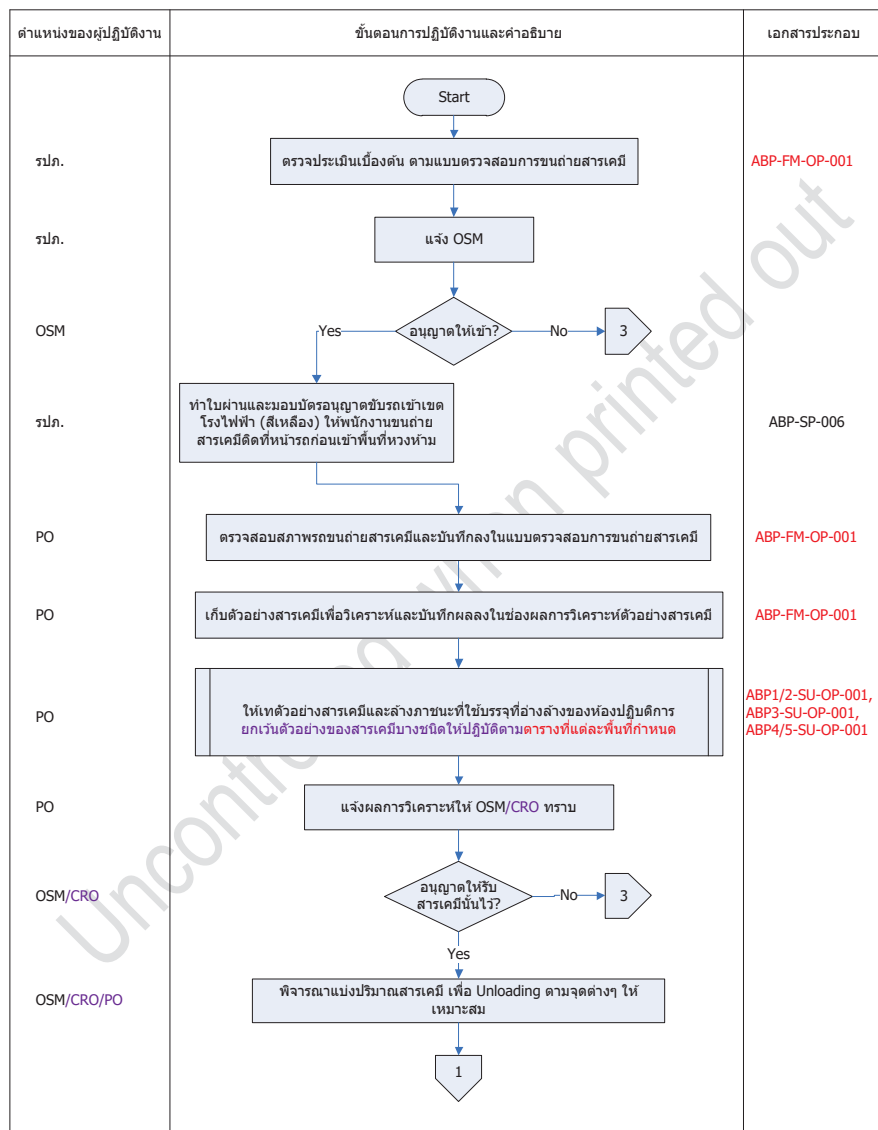 ตำแหน่งของผู้ปฏิบัติงาน
ขั้นตอนการปฏิบัติงานและคำอธิบาย
เอกสารประกอบ
Start
รปภ.
ตรวจประเมินเบื้องต้น ตามแบบตรวจสอบการขนถ่ายสารเคมี
ABP-FM-OP-001
รปภ.
แจ้ง OSM
OSM
Yes
อนุญาตให้เข้า?
No
3
รปภ.
ทำใบผ่านและมอบบัตรอนุญาตขับรถเข้าเขต
โรงไฟฟ้า (สีเหลือง) ให้พนักงานขนถ่าย
สารเคมีติดที่หน้ารถก่อนเข้าพื้นที่หวงห้าม
ABP-SP-006
PO
ตรวจสอบสภาพรถขนถ่ายสารเคมีและบันทึกลงในแบบตรวจสอบการขนถ่ายสารเคมี
ABP-FM-OP-001
PO
เก็บตัวอย่างสารเคมีเพื่อวิเคราะห์และบันทึกผลลงในช่องผลการวิเคราะห์ตัวอย่างสารเคมี
ABP-FM-OP-001
PO
ให้เทตัวอย่างสารเคมีและล้างภาชนะที่ใช้บรรจุที่อ่างล้างของห้องปฏิบติการ
ยกเว้นตัวอย่างของสารเคมีบางชนิดให้ปฎิบัติตามตารางที่แต่ละพื้นที่กำหนด
ABP1/2-SU-OP-001,
ABP3-SU-OP-001,
ABP4/5-SU-OP-001
PO
แจ้งผลการวิเคราะห์ให้ OSM/CRO ทราบ
OSM/CRO
อนุญาตให้รับ
สารเคมีนั้นไว้?
No
3
Yes
OSM/CRO/PO
พิจารณาแบ่งปริมาณสารเคมี เพื่อ Unloading ตามจุดต่างๆ ให้
เหมาะสม
1
Uncontrolled when printed out